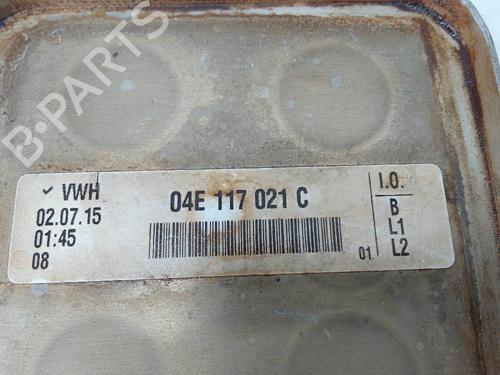 B-PARTS
✓ VWH
02.07.15
01:45
08
04E 117 021 C
01
I.O.
B
L1
L2